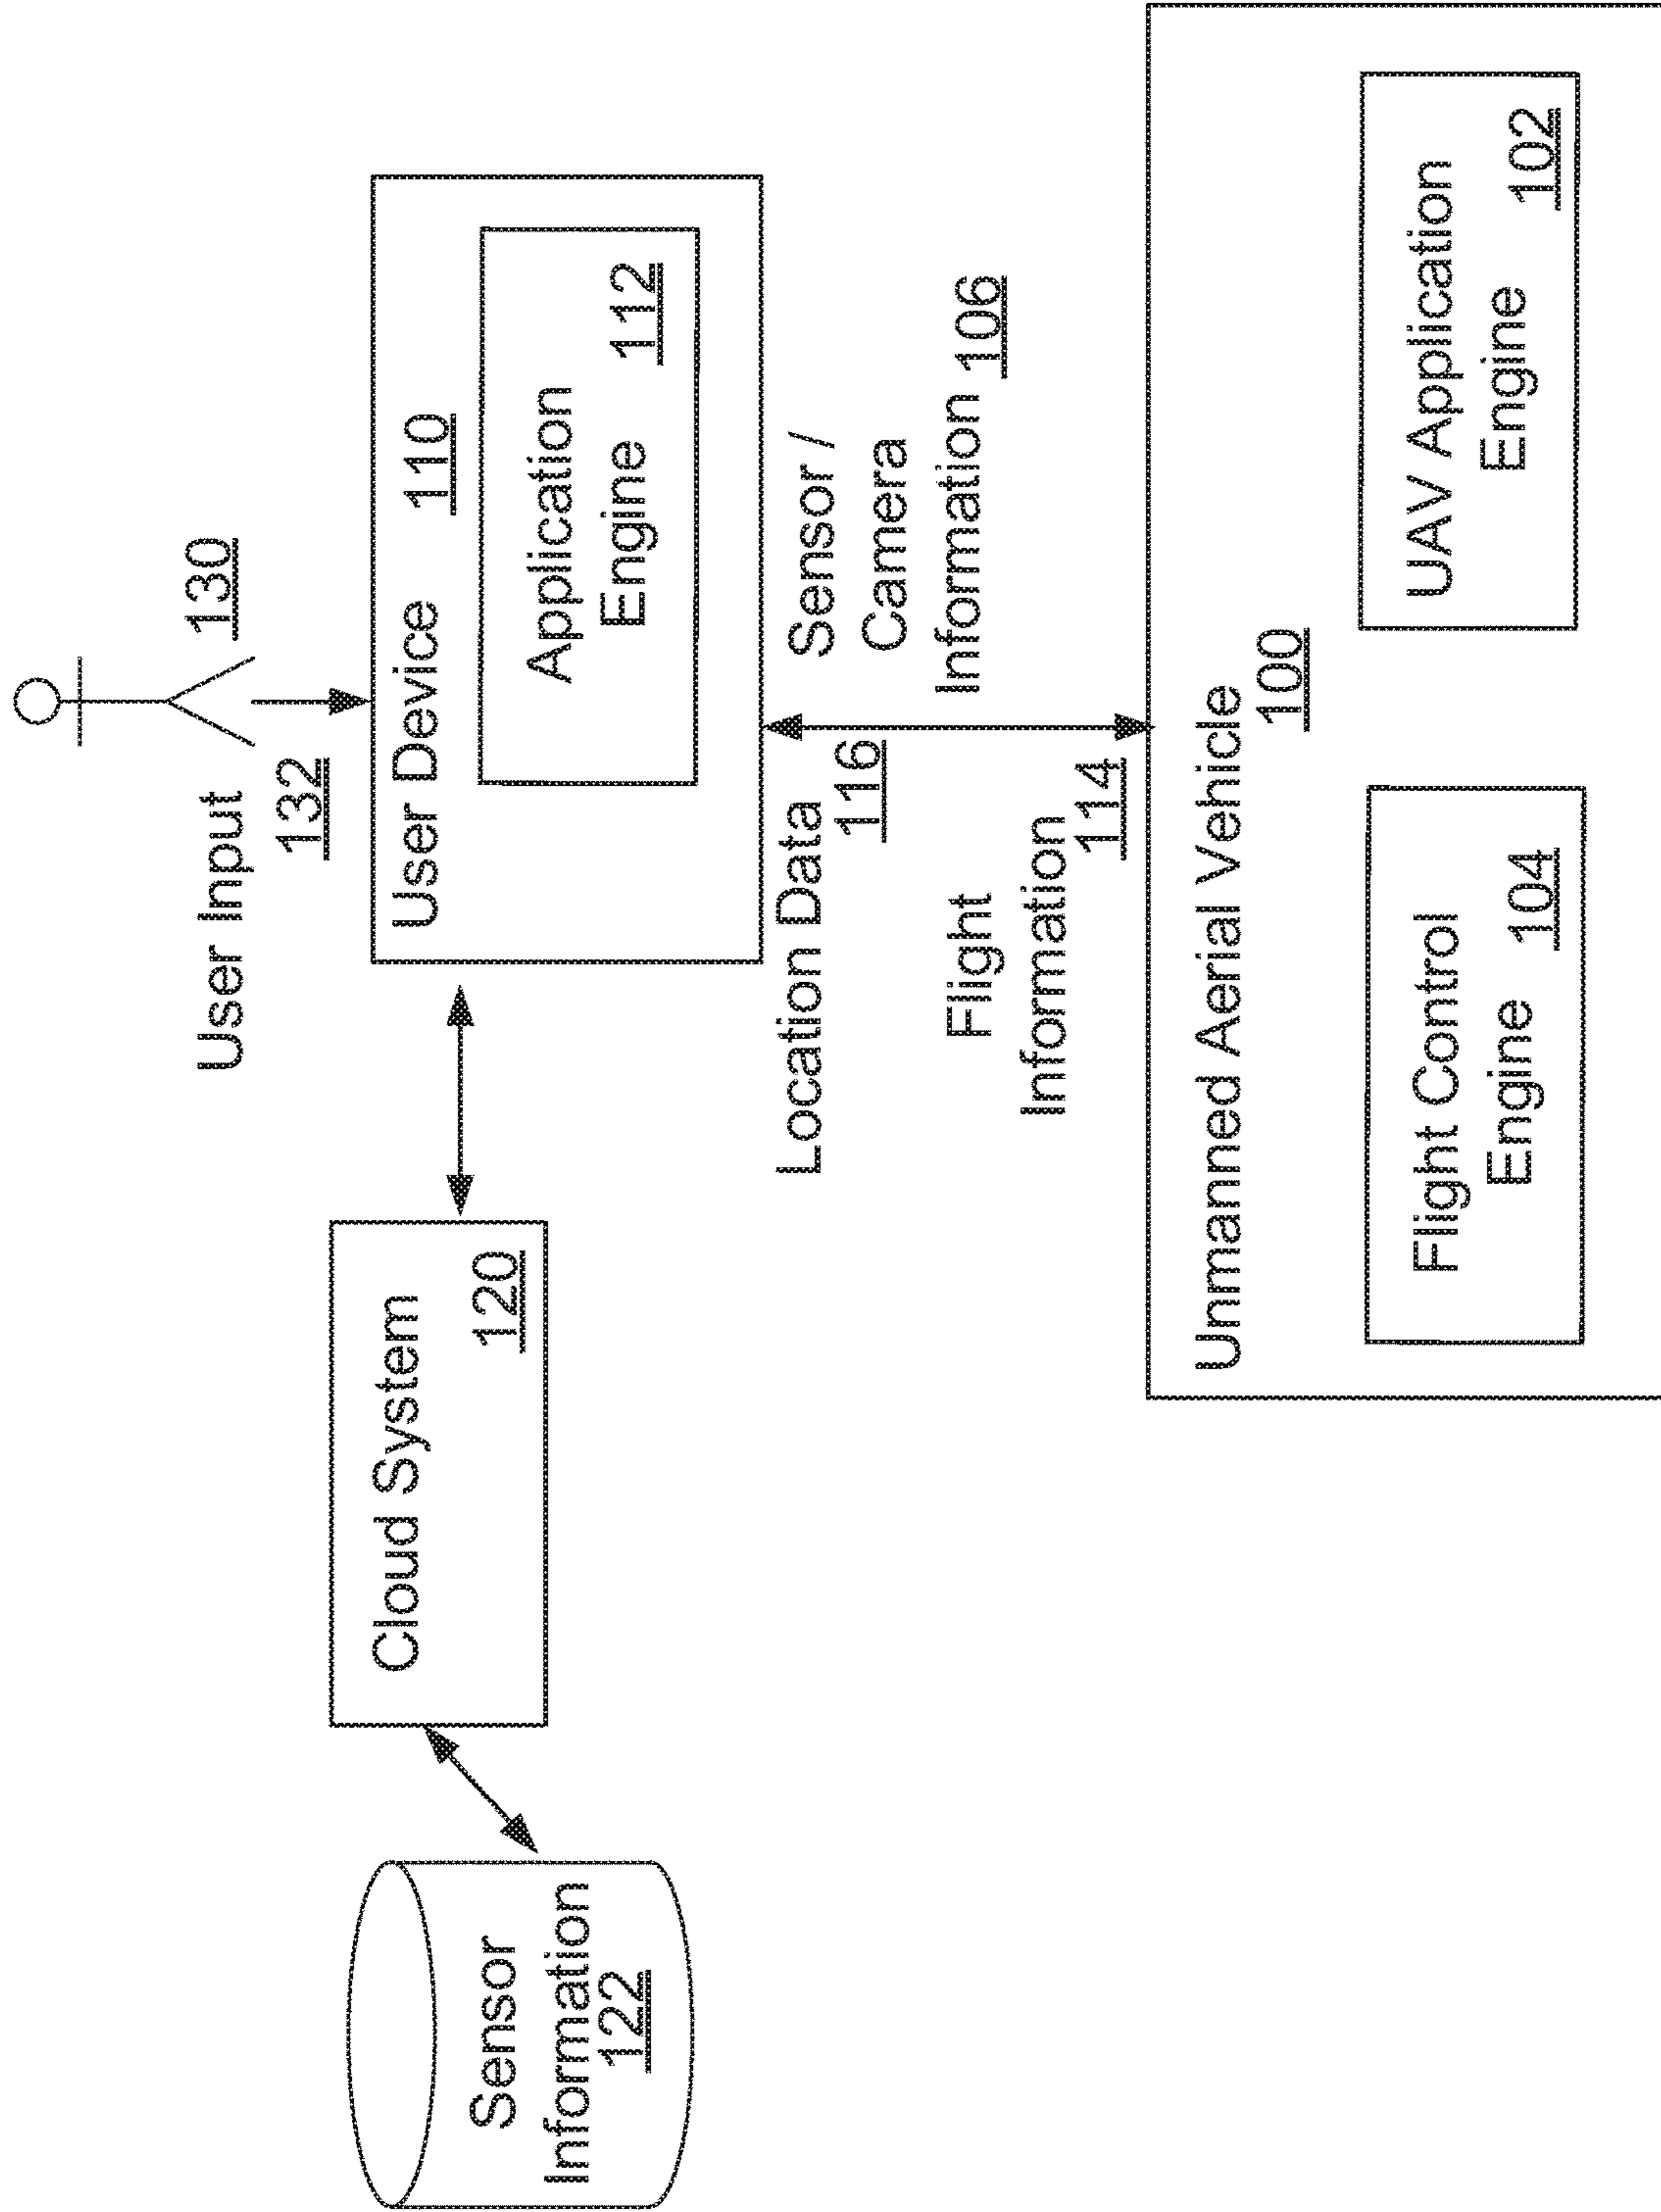 130
User Input
132
User Device
110
Application
Engine
112
Cloud System
120
Sensor
Information
122
Location Data
116
Sensor /
Camera
Information 106
Flight
Information
114
Unmanned Aerial Vehicle
100
Flight Control
Engine
104
UAV Application
Engine
102